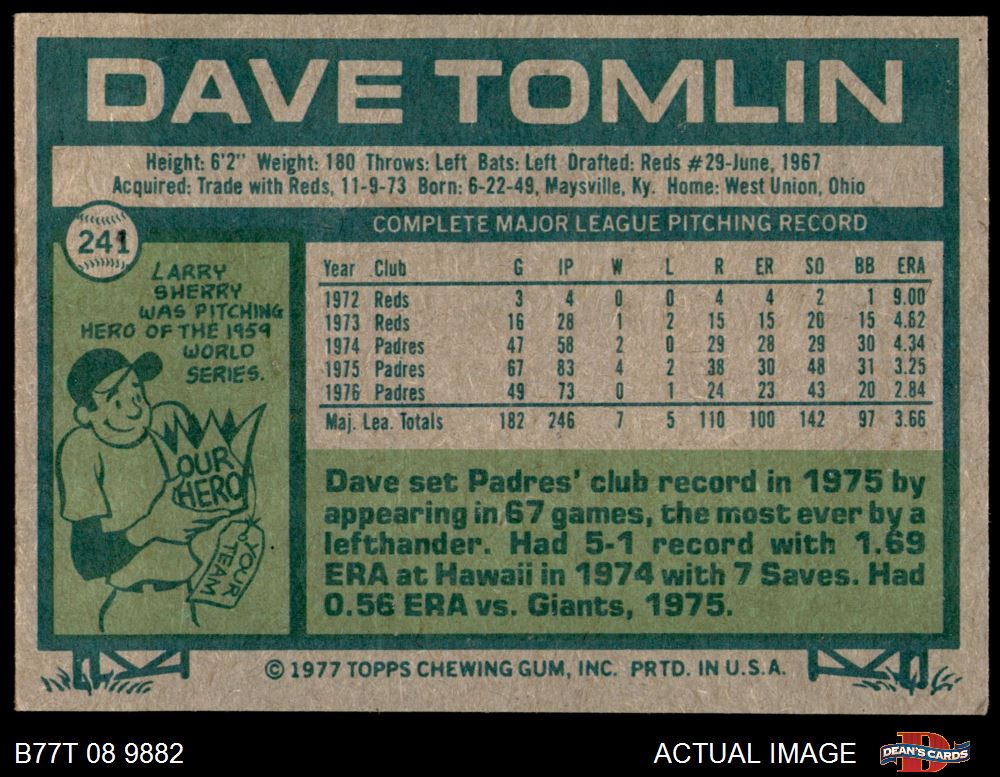 DAVE TOMLIN
Height: 6'2" Weight: 180 Throws: Left Bats: Left Drafted: Reds #29-June, 1967
Acquired: Trade with Reds, 11-9-73 Born: 6-22-49, Maysville, Ky. Home: West Union, Ohio
241
COMPLETE MAJOR LEAGUE PITCHING RECORD
LARRY
SHERRY
WAS PITCHING
HERO OF THE 1959
WORLD
SERIES.
OUR
HERO
YOUR
TEAM
Year Club G IP W L R ER SO BB ERA
1972 Reds 3 4 0 0 4 4 2 1 9.00
1973 Reds 16 28 1 2 15 15 20 15 4.82
1974 Padres 47 58 2 0 29 28 29 30 4.34
1975 Padres 67 83 4 2 38 30 48 31 3.25
1976 Padres 49 73 0 1 24 23 43 20 2.84
Maj. Lea. Totals 182 246 7 5 110 100 142 97 3.66
Dave set Padres' club record in 1975 by
appearing in 67 games, the most ever by a
lefthander. Had 5-1 record with 1.69
ERA at Hawaii in 1974 with 7 Saves. Had
0.56 ERA vs. Giants, 1975.
© 1977 TOPPS CHEWING GUM, INC. PRTD. IN U.S.A.
B77T 08 9882
ACTUAL IMAGE
DEAN'S CARDS